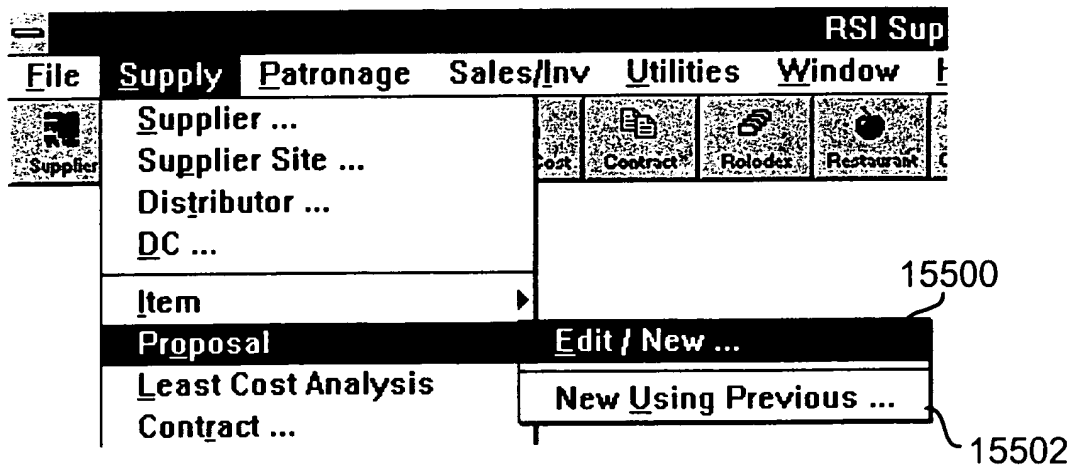 RSI Sup
File Supply Patronage Sales/Inv Utilities Window H
Supplier Cost Contract Rolodex Restaurant C
Supplier ...
Supplier Site ...
Distributor ...
DC ...
Item
Proposal
Least Cost Analysis
Contract ...
Edit / New ...
New Using Previous ...
15500
15502